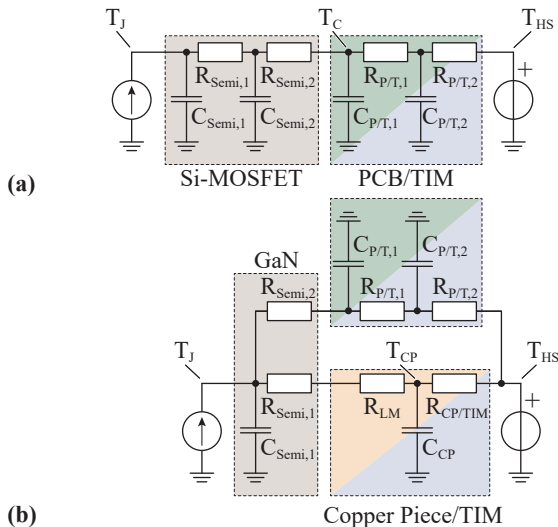 T_J
T_C
T_HS
R_Semi,1
R_Semi,2
R_P/T,1
R_P/T,2
+
C_Semi,1
C_Semi,2
C_P/T,1
C_P/T,2
(a)
Si-MOSFET
PCB/TIM
C_P/T,1
C_P/T,2
GaN
R_Semi,2
R_P/T,1
R_P/T,2
T_J
T_CP
T_HS
R_Semi,1
R_LM
R_CP/TIM
+
C_Semi,1
C_CP
(b)
Copper Piece/TIM